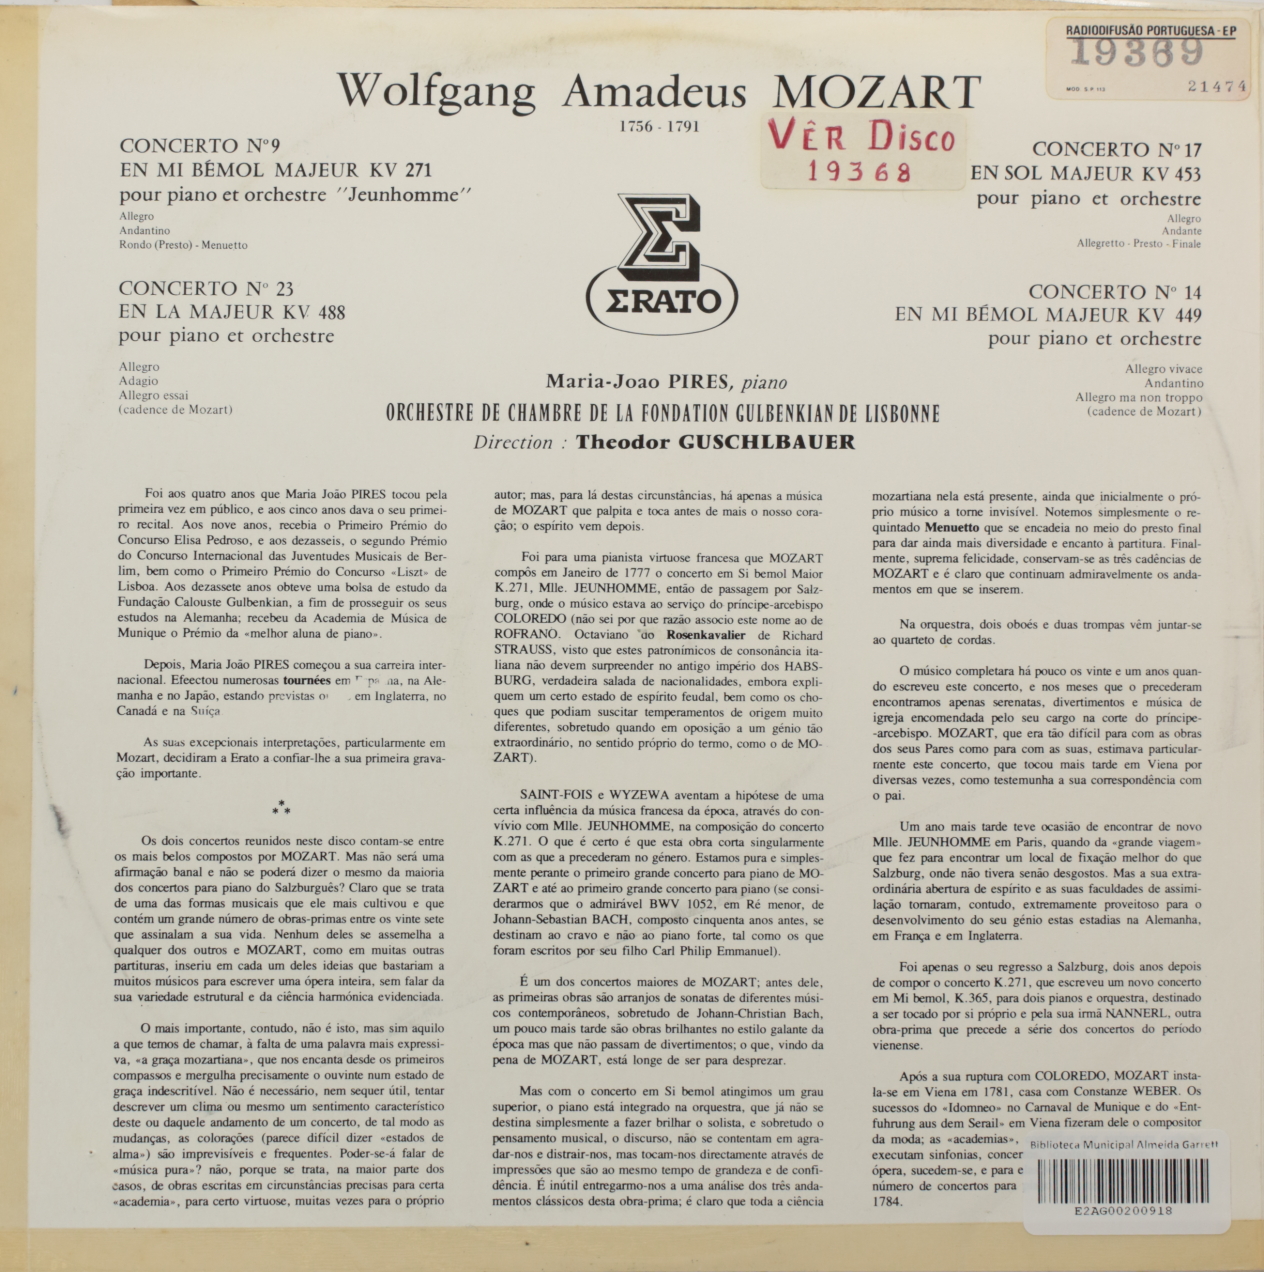 RADIODIFUSÃO PORTUGUESA - EP
19369
MOD. S.P. 113
21474
Wolfgang Amadeus MOZART
1756 - 1791
VÊR DISCO
19368
CONCERTO Nº 9
EN MI BÉMOL MAJEUR KV 271
pour piano et orchestre "Jeunhomme"
Allegro
Andantino
Rondo (Presto) - Menuetto
CONCERTO Nº 23
EN LA MAJEUR KV 488
pour piano et orchestre
Allegro
Adagio
Allegro essai
(cadence de Mozart)
CONCERTO Nº 17
EN SOL MAJEUR KV 453
pour piano et orchestre
Allegro
Andante
Allegretto - Presto - Finale
CONCERTO Nº 14
EN MI BÉMOL MAJEUR KV 449
pour piano et orchestre
Allegro vivace
Andantino
Allegro ma non troppo
(cadence de Mozart)
ΣRATO
Maria-Joao PIRES, piano
ORCHESTRE DE CHAMBRE DE LA FONDATION GULBENKIAN DE LISBONNE
Direction : Theodor GUSCHLBAUER
Foi aos quatro anos que Maria João PIRES tocou pela
primeira vez em público, e aos cinco anos dava o seu primei-
ro recital. Aos nove anos, recebia o Primeiro Prémio do
Concurso Elisa Pedroso, e aos dezasseis, o segundo Prémio
do Concurso Internacional das Juventudes Musicais de Ber-
lim, bem como o Primeiro Prémio do Concurso «Liszt» de
Lisboa. Aos dezassete anos obteve uma bolsa de estudo da
Fundação Calouste Gulbenkian, a fim de prosseguir os seus
estudos na Alemanha; recebeu da Academia de Música de
Munique o Prémio da «melhor aluna de piano».
Depois, Maria João PIRES começou a sua carreira inter-
nacional. Efeectou numerosas tournées em na Ale-
manha e no Japão, estando previstas em Inglaterra, no
Canadá e na Suíça
As suas excepcionais interpretações, particularmente em
Mozart, decidiram a Erato a confiar-lhe a sua primeira grava-
ção importante.
* * *
Os dois concertos reunidos neste disco contam-se entre
os mais belos compostos por MOZART. Mas não será uma
afirmação banal e não se poderá dizer o mesmo da maioria
dos concertos para piano do Salzburguês? Claro que se trata
de uma das formas musicais que ele mais cultivou e que
contém um grande número de obras-primas entre os vinte sete
que assinalam a sua vida. Nenhum deles se assemelha a
qualquer dos outros e MOZART, como em muitas outras
partituras, inseriu em cada um deles ideias que bastariam a
muitos músicos para escrever uma ópera inteira, sem falar da
sua variedade estrutural e da ciência harmónica evidenciada.
O mais importante, contudo, não é isto, mas sim aquilo
a que temos de chamar, à falta de uma palavra mais expressi-
va, «a graça mozartiana», que nos encanta desde os primeiros
compassos e mergulha precisamente o ouvinte num estado de
graça indescritível. Não é necessário, nem sequer útil, tentar
descrever um clima ou mesmo um sentimento característico
deste ou daquele andamento de um concerto, de tal modo as
mudanças, as colorações (parece difícil dizer «estados de
alma») são imprevisíveis e frequentes. Poder-se-á falar de
«música pura»? não, porque se trata, na maior parte dos
casos, de obras escritas em circunstâncias precisas para certa
«academia», para certo virtuose, muitas vezes para o próprio
autor; mas, para lá destas circunstâncias, há apenas a música
de MOZART que palpita e toca antes de mais o nosso cora-
ção; o espírito vem depois.
Foi para uma pianista virtuose francesa que MOZART
compôs em Janeiro de 1777 o concerto em Si bemol Maior
K.271, Mlle. JEUNHOMME, então de passagem por Salz-
burg, onde o músico estava ao serviço do príncipe-arcebispo
COLOREDO (não sei por que razão associo este nome ao de
ROFRANO. Octaviano do Rosenkavalier de Richard
STRAUSS, visto que estes patronímicos de consonância ita-
liana não devem surpreender no antigo império dos HABS-
BURG, verdadeira salada de nacionalidades, embora expli-
quem um certo estado de espírito feudal, bem como os cho-
ques que podiam suscitar temperamentos de origem muito
diferentes, sobretudo quando em oposição a um génio tão
extraordinário, no sentido próprio do termo, como o de MO-
ZART).
SAINT-FOIS e WYZEWA aventam a hipótese de uma
certa influência da música francesa da época, através do con-
vívio com Mlle. JEUNHOMME, na composição do concerto
K.271. O que é certo é que esta obra corta singularmente
com as que a precederam no género. Estamos pura e simples-
mente perante o primeiro grande concerto para piano de MO-
ZART e até ao primeiro grande concerto para piano (se consi-
derarmos que o admirável BWV 1052, em Ré menor, de
Johann-Sebastian BACH, composto cinquenta anos antes, se
destinam ao cravo e não ao piano forte, tal como os que
foram escritos por seu filho Carl Philip Emmanuel).
É um dos concertos maiores de MOZART; antes dele,
as primeiras obras são arranjos de sonatas de diferentes músi-
cos contemporâneos, sobretudo de Johann-Christian Bach,
um pouco mais tarde são obras brilhantes no estilo galante da
época mas que não passam de divertimentos; o que, vindo da
pena de MOZART, está longe de ser para desprezar.
Mas com o concerto em Si bemol atingimos um grau
superior, o piano está integrado na orquestra, que já não se
destina simplesmente a fazer brilhar o solista, e sobretudo o
pensamento musical, o discurso, não se contentam em agra-
dar-nos e distrair-nos, mas tocam-nos directamente através de
impressões que são ao mesmo tempo de grandeza e de confi-
dência. É inútil entregarmo-nos a uma análise dos três anda-
mentos clássicos desta obra-prima; é claro que toda a ciência
mozartiana nela está presente, ainda que inicialmente o pró-
prio músico a torne invisível. Notemos simplesmente o re-
quintado Menuetto que se encadeia no meio do presto final
para dar ainda mais diversidade e encanto à partitura. Final-
mente, suprema felicidade, conservam-se as três cadências de
MOZART e é claro que continuam admiravelmente os anda-
mentos em que se inserem.
Na orquestra, dois oboés e duas trompas vêm juntar-se
ao quarteto de cordas.
O músico completara há pouco os vinte e um anos quan-
do escreveu este concerto, e nos meses que o precederam
encontramos apenas serenatas, divertimentos e música de
igreja encomendada pelo seu cargo na corte do príncipe-
-arcebispo. MOZART, que era tão difícil para com as obras
dos seus Pares como para com as suas, estimava particular-
mente este concerto, que tocou mais tarde em Viena por
diversas vezes, como testemunha a sua correspondência com
o pai.
Um ano mais tarde teve ocasião de encontrar de novo
Mlle. JEUNHOMME em Paris, quando da «grande viagem»
que fez para encontrar um local de fixação melhor do que
Salzburg, onde não tivera senão desgostos. Mas a sua extra-
ordinária abertura de espírito e as suas faculdades de assimi-
lação tornaram, contudo, extremamente proveitoso para o
desenvolvimento do seu génio estas estadias na Alemanha,
em França e em Inglaterra.
Foi apenas o seu regresso a Salzburg, dois anos depois
de compor o concerto K.271, que escreveu um novo concerto
em Mi bemol, K.365, para dois pianos e orquestra, destinado
a ser tocado por si próprio e pela sua irmã NANNERL, outra
obra-prima que precede a série dos concertos do período
vienense.
Após a sua ruptura com COLOREDO, MOZART insta-
la-se em Viena em 1781, casa com Constanze WEBER. Os
sucessos do «Idomneo» no Carnaval de Munique e do «Ent-
fuhrung aus dem Serail» em Viena fizeram dele o compositor
da moda; as «academias»,
executam sinfonias, concer
ópera, sucedem-se, e para e
número de concertos para
1784.
Biblioteca Municipal Almeida Garrett
E2AG00200918